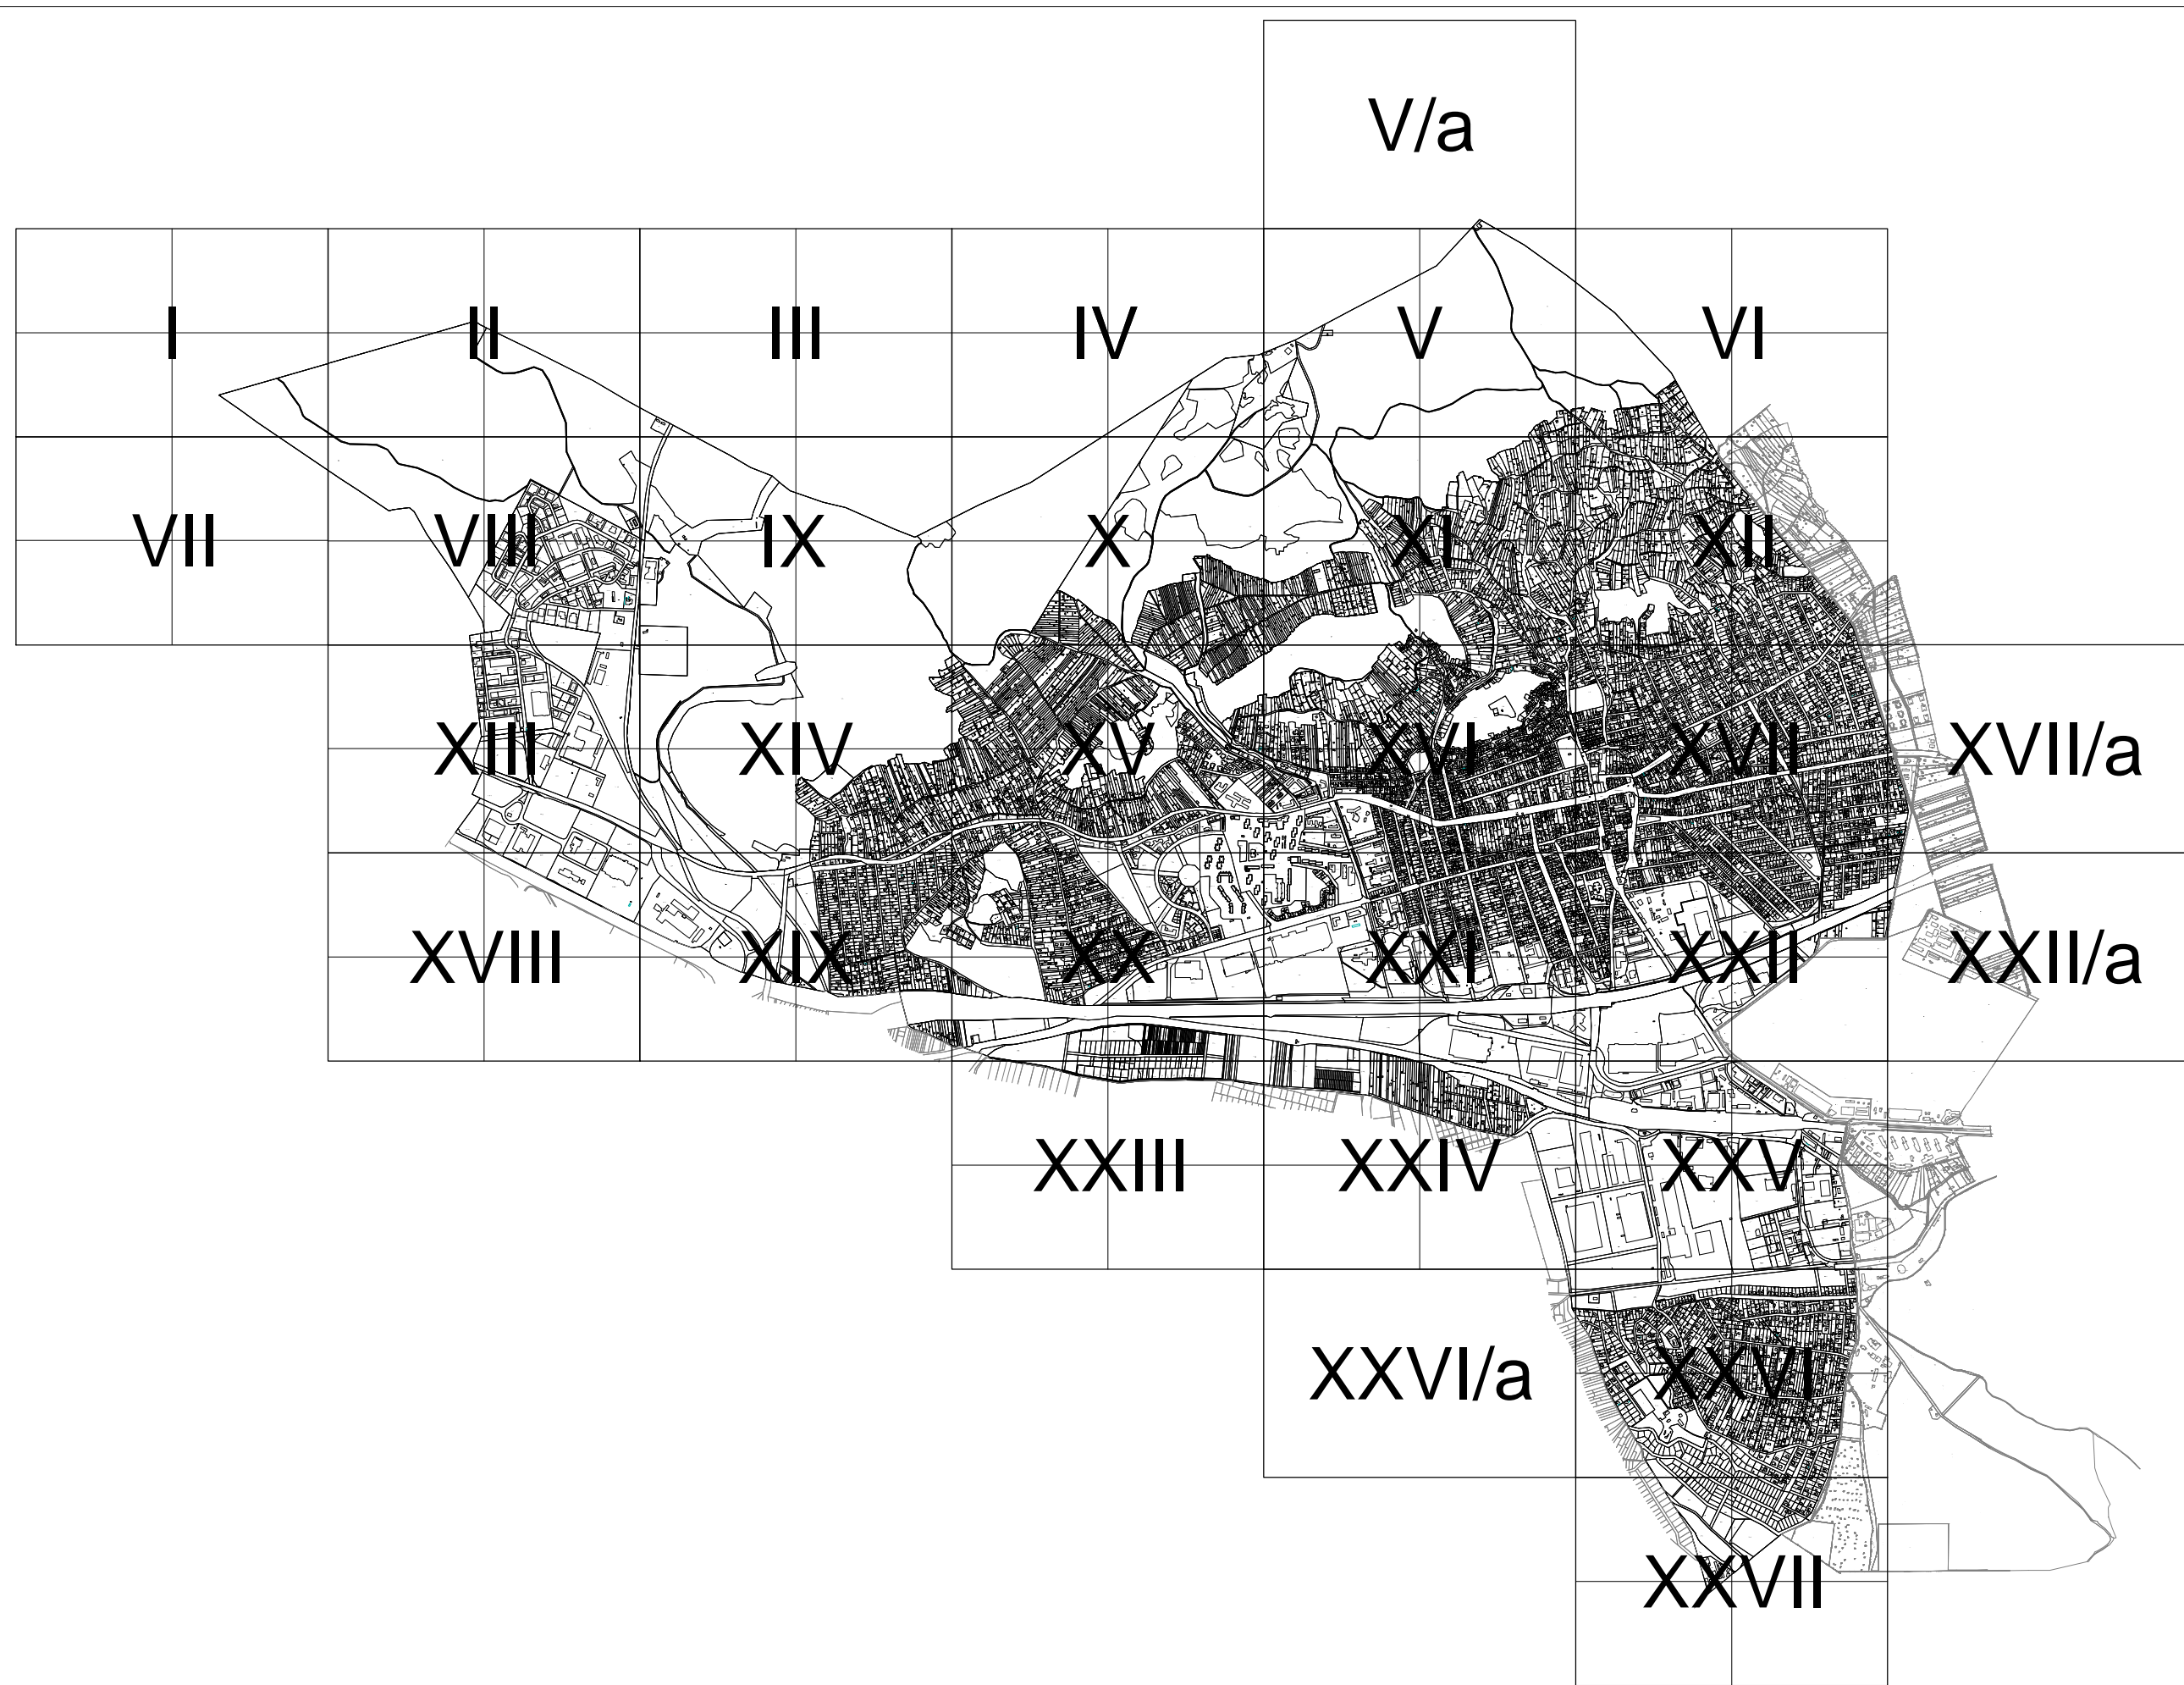 V/a
I II III IV V VI
VII VIII IX X XI XII
XIII XIV XV XVI XVII XVII/a
XVIII XIX XX XXI XXII XXII/a
XXIII XXIV XXV
XXVI/a XXVI
XXVII